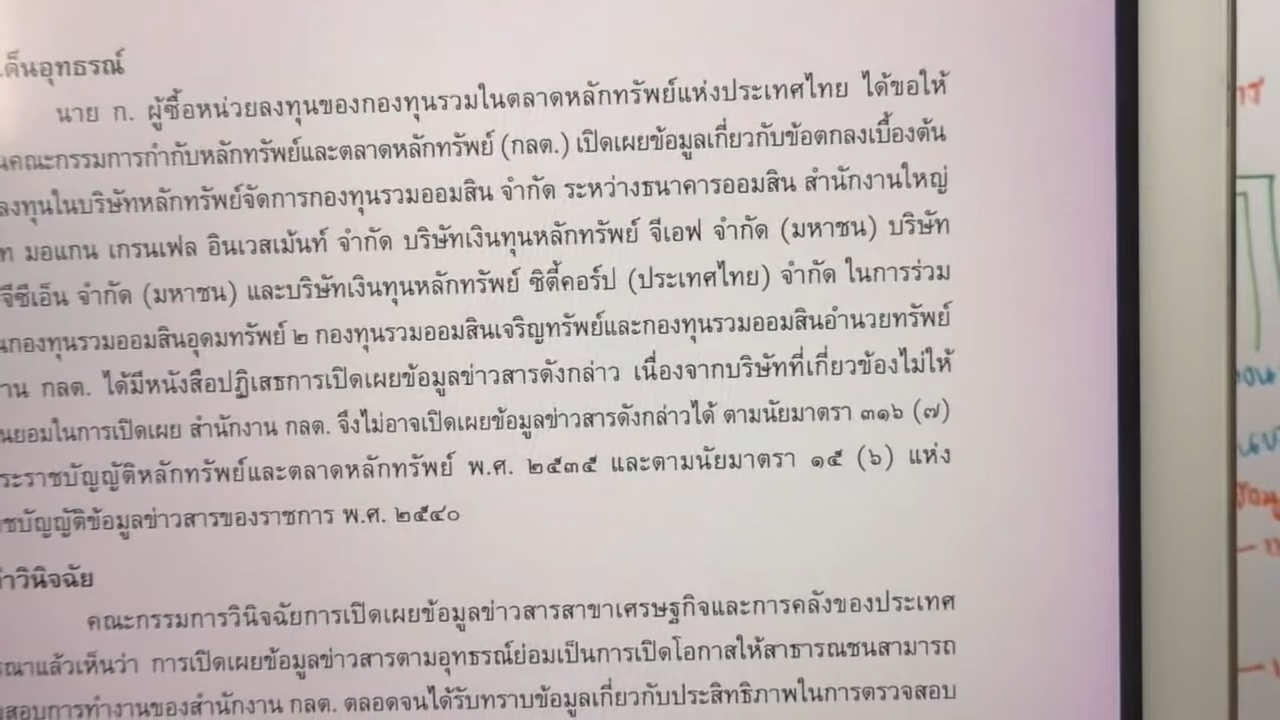 ด็นอุทธรณ์
นาย ก. ผู้ซื้อหน่วยลงทุนของกองทุนรวมในตลาดหลักทรัพย์แห่งประเทศไทย ได้ขอให้
นคณะกรรมการกำกับหลักทรัพย์และตลาดหลักทรัพย์ (กลต.) เปิดเผยข้อมูลเกี่ยวกับข้อตกลงเบื้องต้น
ลงทุนในบริษัทหลักทรัพย์จัดการกองทุนรวมออมสิน จำกัด ระหว่างธนาคารออมสิน สำนักงานใหญ่
ท มอแกน เกรนเฟล อินเวสเม้นท์ จำกัด บริษัทเงินทุนหลักทรัพย์ จีเอฟ จำกัด (มหาชน) บริษัท
จีซีเอ็น จำกัด (มหาชน) และบริษัทเงินทุนหลักทรัพย์ ซิตี้คอร์ป (ประเทศไทย) จำกัด ในการร่วม
นกองทุนรวมออมสินอุดมทรัพย์ ๒ กองทุนรวมออมสินเจริญทรัพย์และกองทุนรวมออมสินอำนวยทรัพย์
าน กลต. ได้มีหนังสือปฏิเสธการเปิดเผยข้อมูลข่าวสารดังกล่าว เนื่องจากบริษัทที่เกี่ยวข้องไม่ให้
นยอมในการเปิดเผย สำนักงาน กลต. จึงไม่อาจเปิดเผยข้อมูลข่าวสารดังกล่าวได้ ตามนัยมาตรา ๓๑๖ (๗)
ระราชบัญญัติหลักทรัพย์และตลาดหลักทรัพย์ พ.ศ. ๒๕๓๕ และตามนัยมาตรา ๑๕ (๖) แห่ง
าชบัญญัติข้อมูลข่าวสารของราชการ พ.ศ. ๒๕๔๐
ำวินิจฉัย
คณะกรรมการวินิจฉัยการเปิดเผยข้อมูลข่าวสารสาขาเศรษฐกิจและการคลังของประเทศ
รณาแล้วเห็นว่า การเปิดเผยข้อมูลข่าวสารตามอุทธรณ์ย่อมเป็นการเปิดโอกาสให้สาธารณชนสามารถ
สอบการทำงานของสำนักงาน กลต. ตลอดจนได้รับทราบข้อมูลเกี่ยวกับประสิทธิภาพในการตรวจสอบ